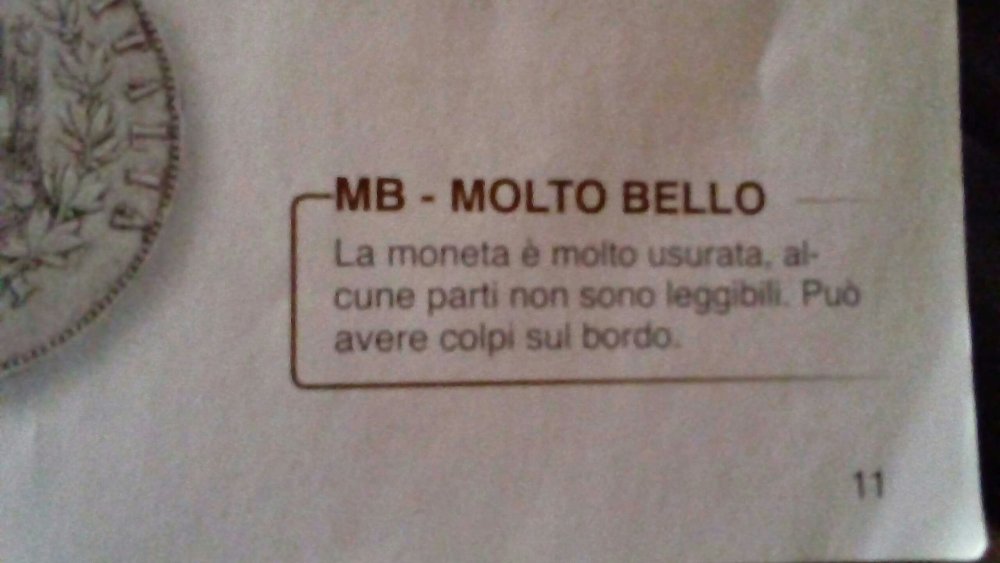 MB - MOLTO BELLO
La moneta è molto usurata, al-
cune parti non sono leggibili. Può
avere colpi sul bordo.
11